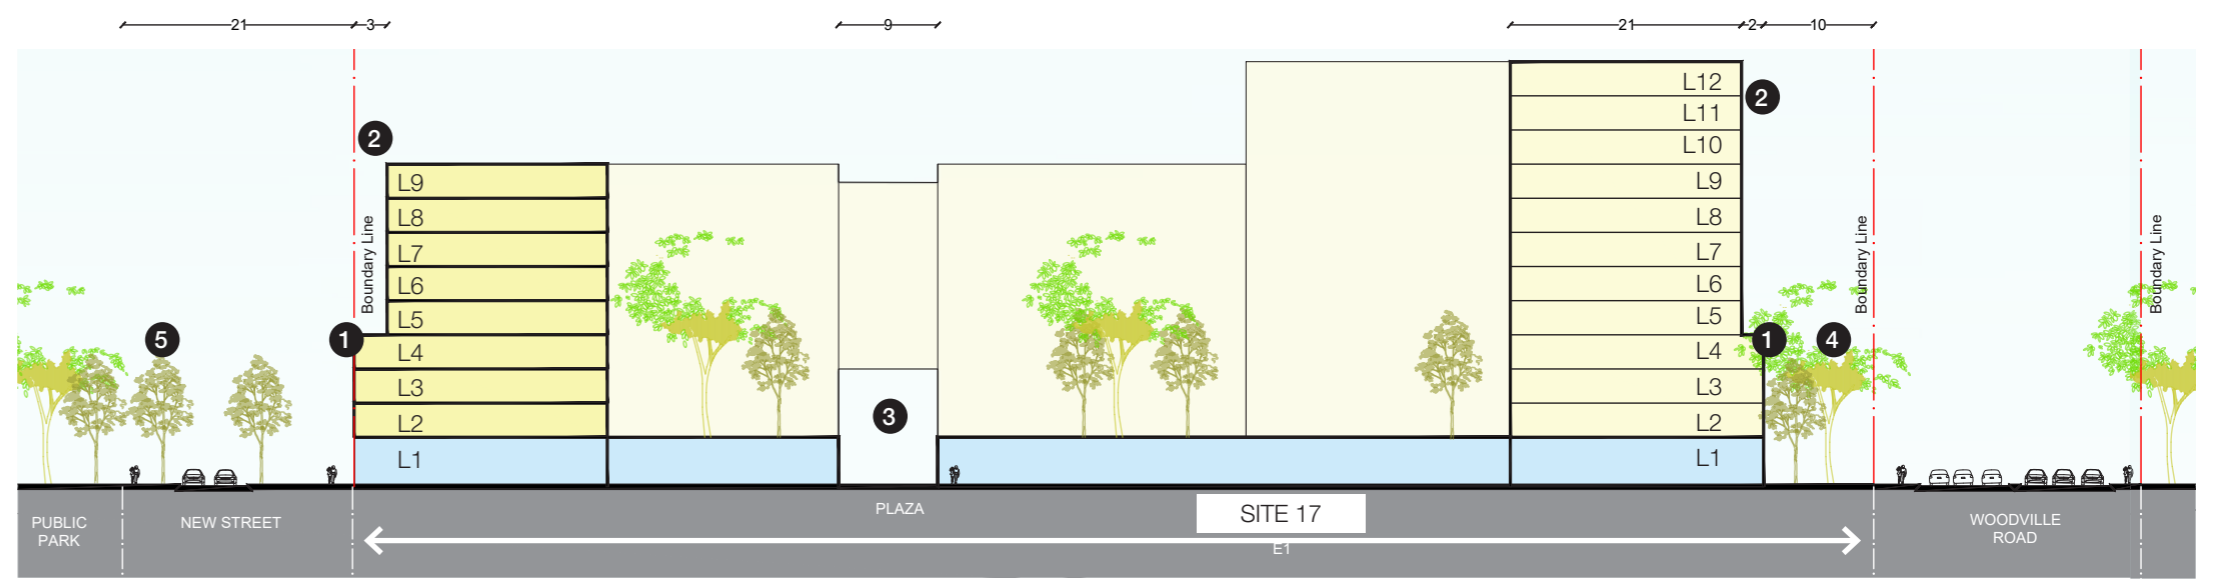 21
3
9
21
2
10
2
2
L12
L11
L10
L9
L8
L7
L6
L5
L4
L3
L2
L1
L9
L8
L7
L6
L5
L4
L3
L2
L1
Boundary Line
Boundary Line
Boundary Line
5
1
3
1
4
PUBLIC
PARK
NEW STREET
PLAZA
SITE 17
E1
WOODVILLE
ROAD